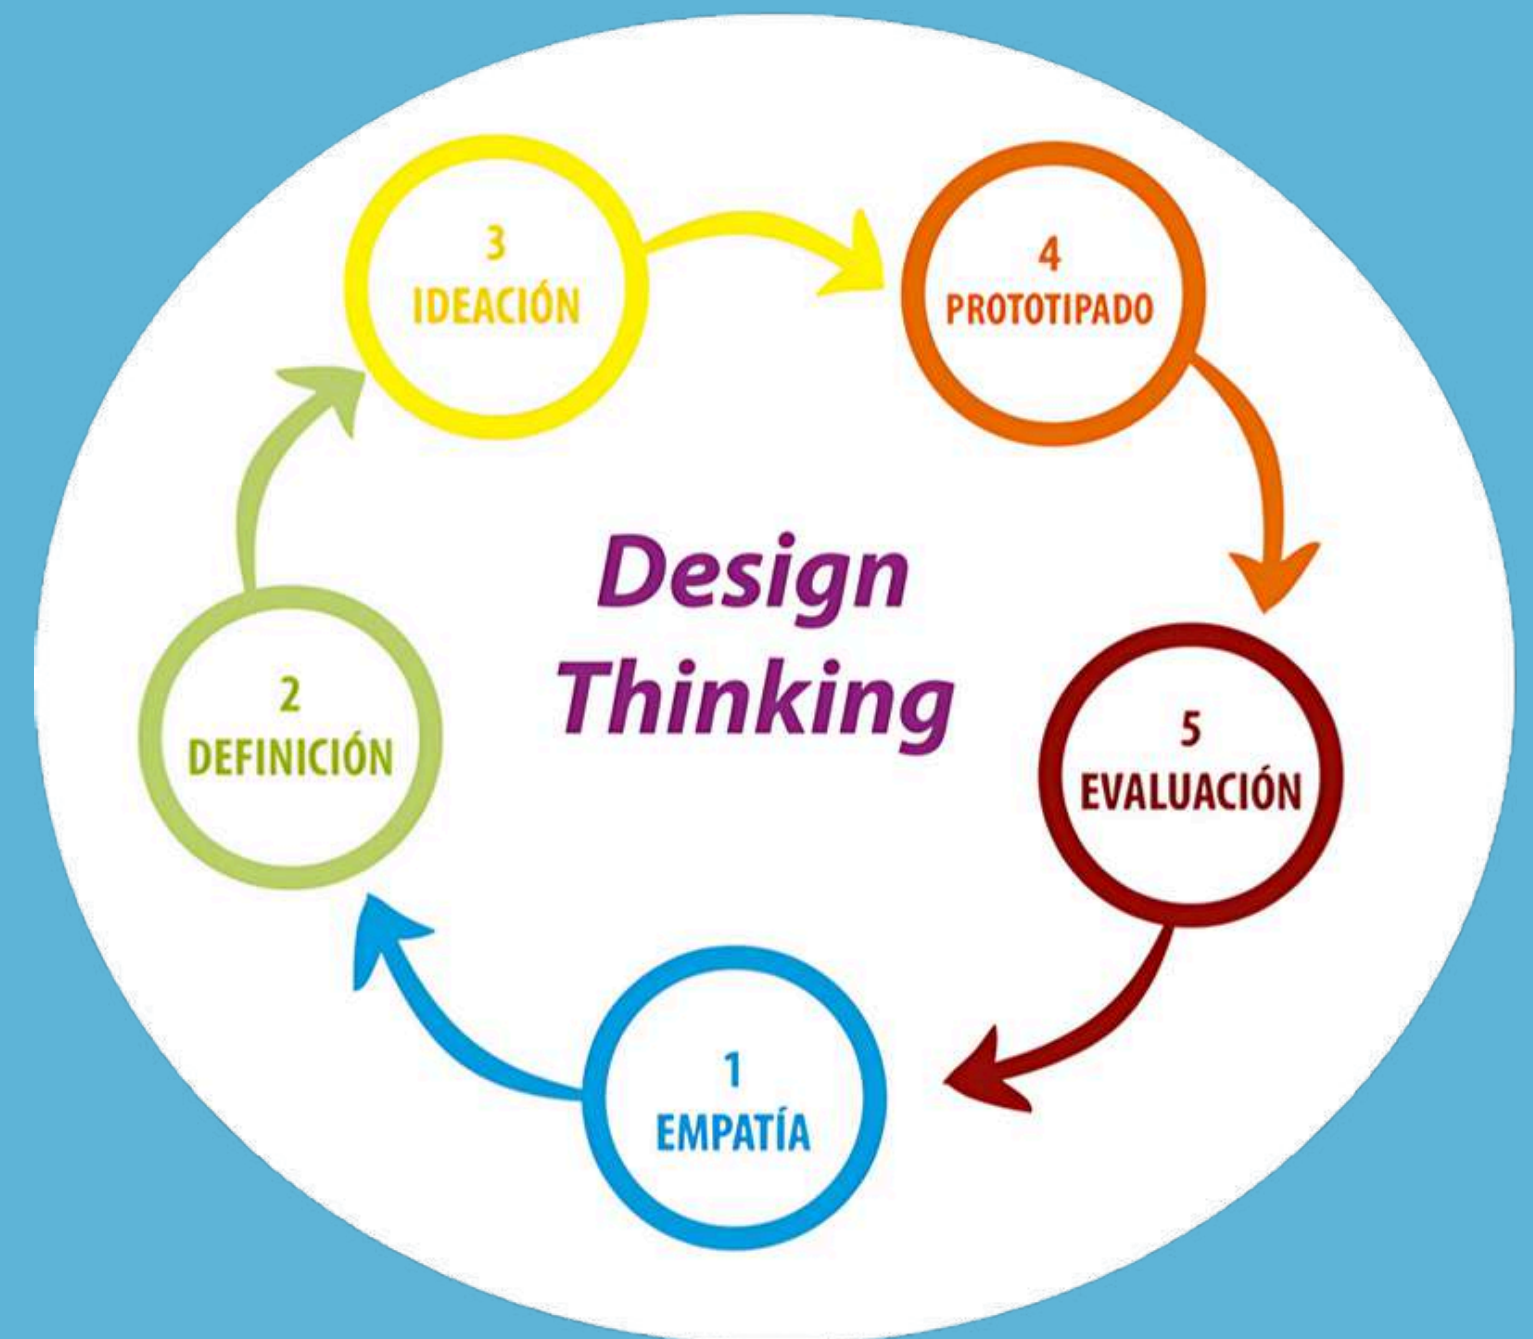 3
IDEACIÓN
4
PROTOTIPADO
Design
Thinking
2
DEFINICIÓN
5
EVALUACIÓN
1
EMPATÍA